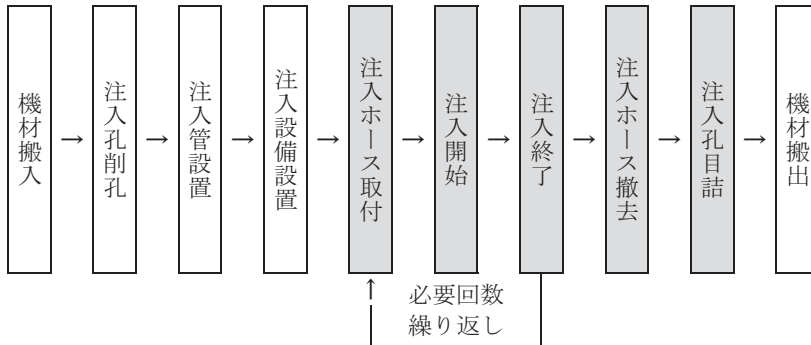 機材搬入
→
注入孔削孔
→
注入管設置
→
注入設備設置
→
注入ホース取付
→
注入開始
→
注入終了
→
注入ホース撤去
→
注入孔目詰
→
機材搬出
↑
必要回数
繰り返し